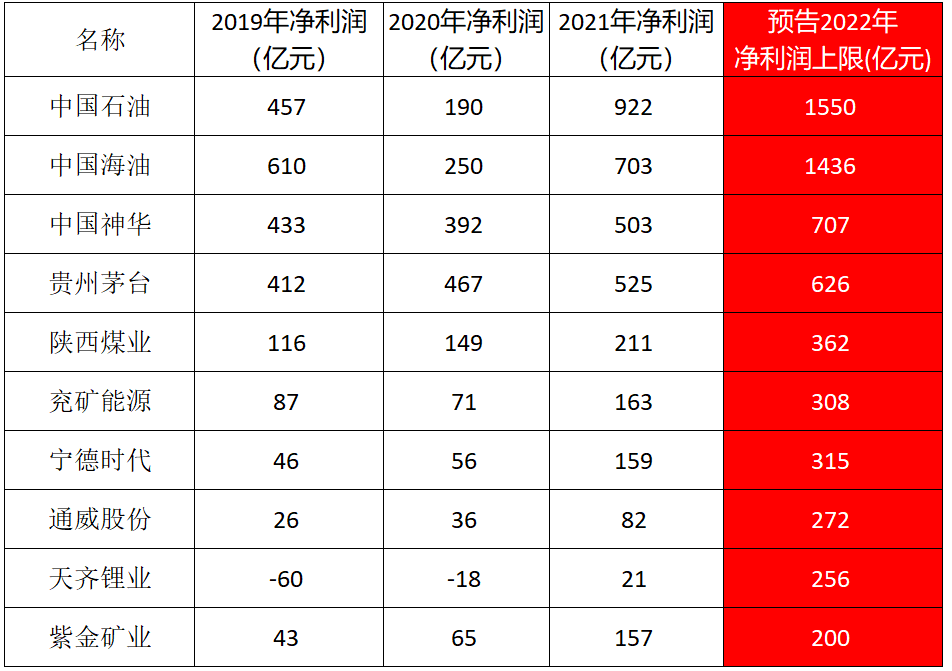 名称 2019年净利润(亿元) 2020年净利润(亿元) 2021年净利润(亿元) 预告2022年净利润上限(亿元)
中国石油 457 190 922 1550
中国海油 610 250 703 1436
中国神华 433 392 503 707
贵州茅台 412 467 525 626
陕西煤业 116 149 211 362
兖矿能源 87 71 163 308
宁德时代 46 56 159 315
通威股份 26 36 82 272
天齐锂业 -60 -18 21 256
紫金矿业 43 65 157 200